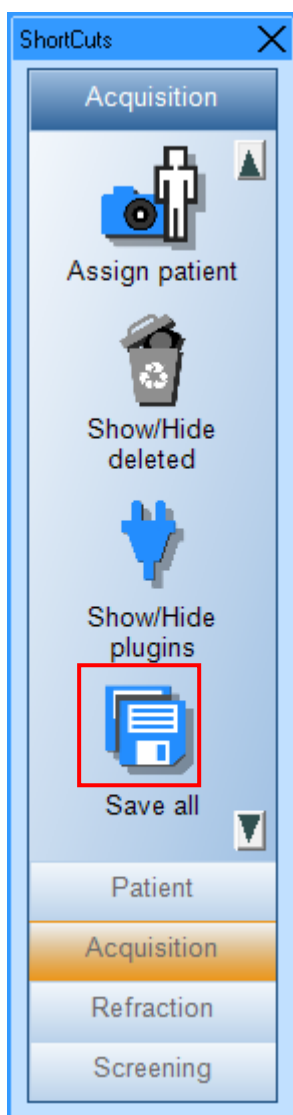 ShortCuts
Acquisition
Assign patient
Show/Hide
deleted
Show/Hide
plugins
Save all
Patient
Acquisition
Refraction
Screening